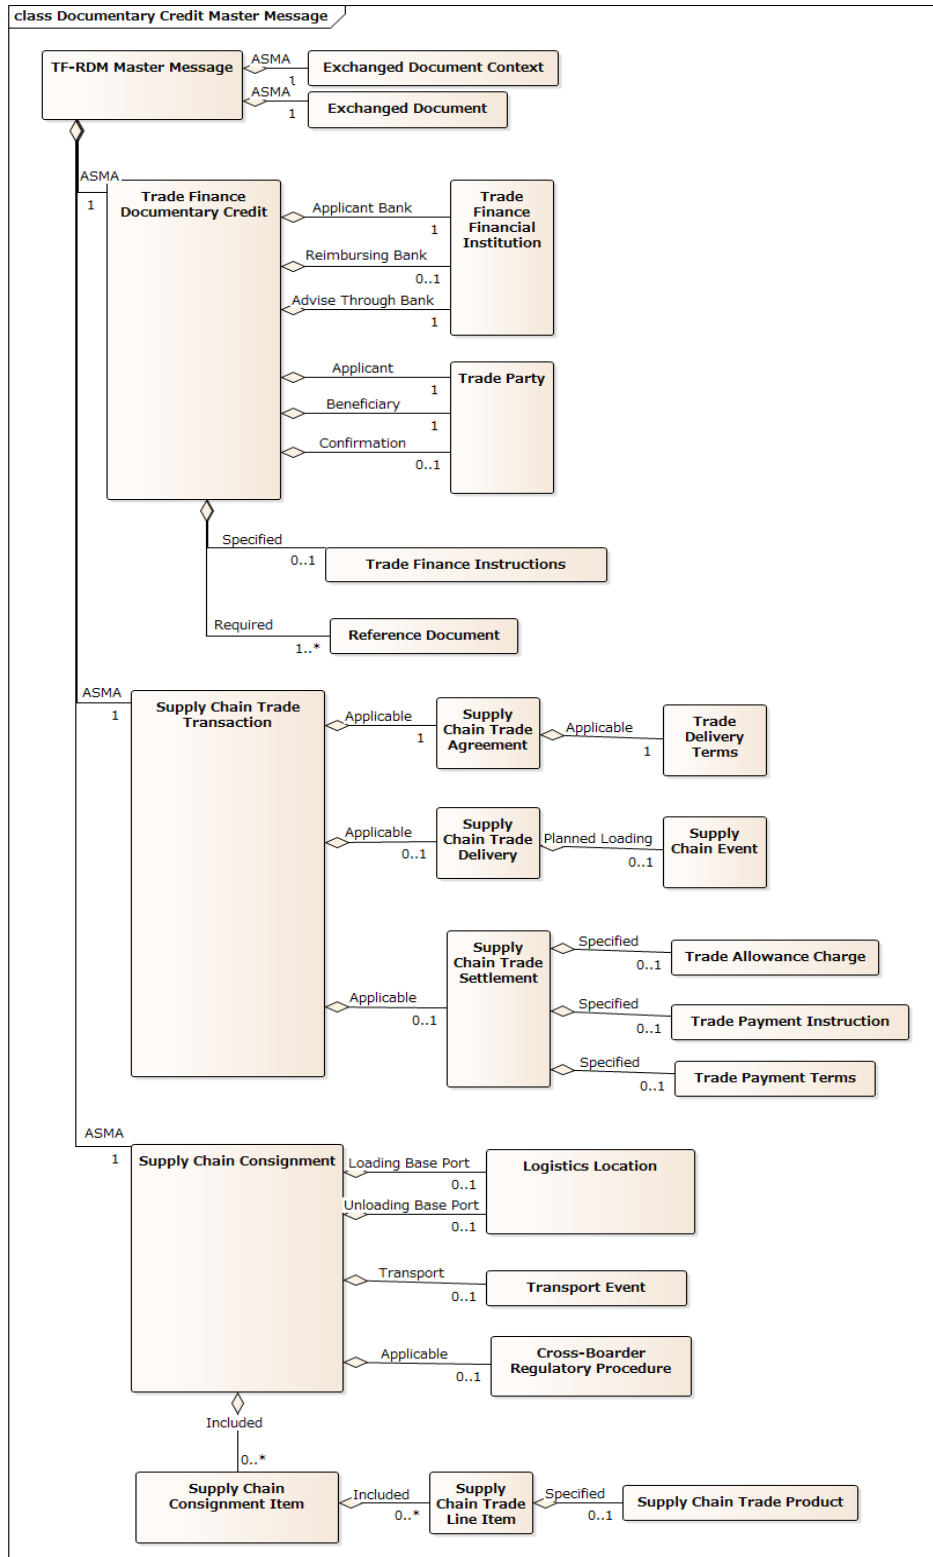 class Documentary Credit Master Message
TF-RDM Master Message
ASMA
1
Exchanged Document Context
ASMA
1
Exchanged Document
ASMA
1
Trade Finance
Documentary Credit
Applicant Bank
1
Reimbursing Bank
0..1
Advise Through Bank
1
Trade
Finance
Financial
Institution
Applicant
1
Beneficiary
1
Confirmation
0..1
Trade Party
Specified
0..1
Trade Finance Instructions
Required
1..*
Reference Document
ASMA
1
Supply Chain Trade
Transaction
Applicable
1
Supply
Chain Trade
Agreement
Applicable
1
Trade
Delivery
Terms
Applicable
0..1
Supply
Chain Trade
Delivery
Planned Loading
0..1
Supply
Chain Event
Applicable
0..1
Supply
Chain Trade
Settlement
Specified
0..1
Trade Allowance Charge
Specified
0..1
Trade Payment Instruction
Specified
0..1
Trade Payment Terms
ASMA
1
Supply Chain Consignment
Loading Base Port
0..1
Unloading Base Port
0..1
Logistics Location
Transport
0..1
Transport Event
Applicable
0..1
Cross-Boarder
Regulatory Procedure
Included
0..*
Supply Chain
Consignment Item
Included
0..*
Supply
Chain Trade
Line Item
Specified
0..1
Supply Chain Trade Product